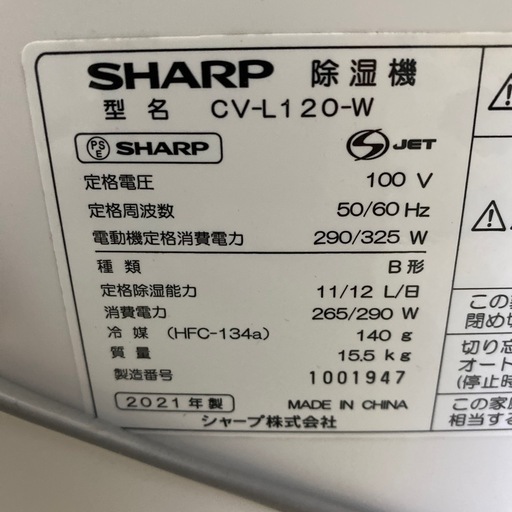 SHARP 除湿機
型名 CV-L120-W
PSE SHARP S JET
定格電圧 100 V
定格周波数 50/60 Hz
電動機定格消費電力 290/325 W
種類 B形
定格除湿能力 11/12 L/日
消費電力 265/290 W
冷媒 (HFC-134a) 140 g
質量 15.5 kg
製造番号 1001947
2021年製 MADE IN CHINA
シャープ株式会社
この
閉め切
切り忘
オート
(停止時
この家
相当する